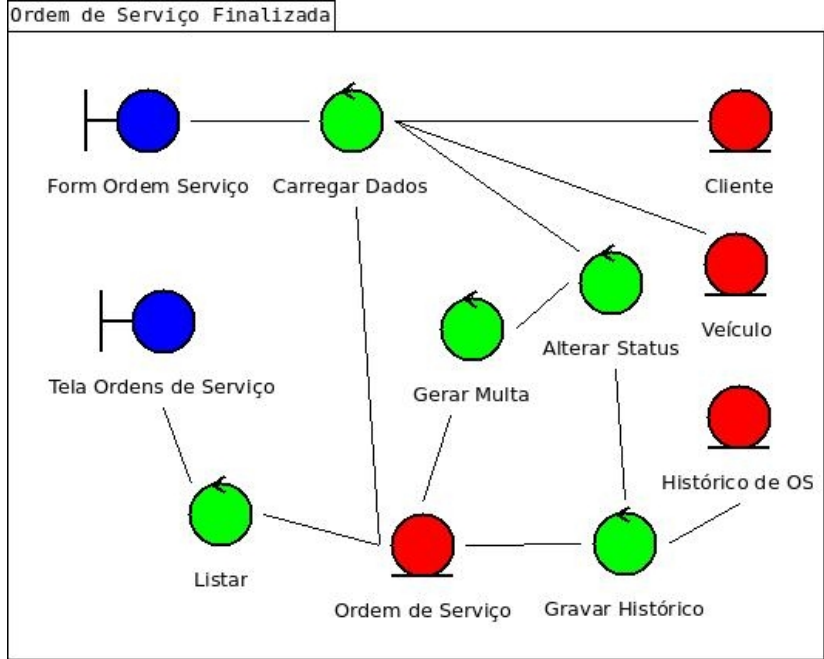 Ordem de Serviço Finalizada
Form Ordem Serviço
Carregar Dados
Cliente
Veículo
Alterar Status
Tela Ordens de Serviço
Gerar Multa
Histórico de OS
Listar
Ordem de Serviço
Gravar Histórico